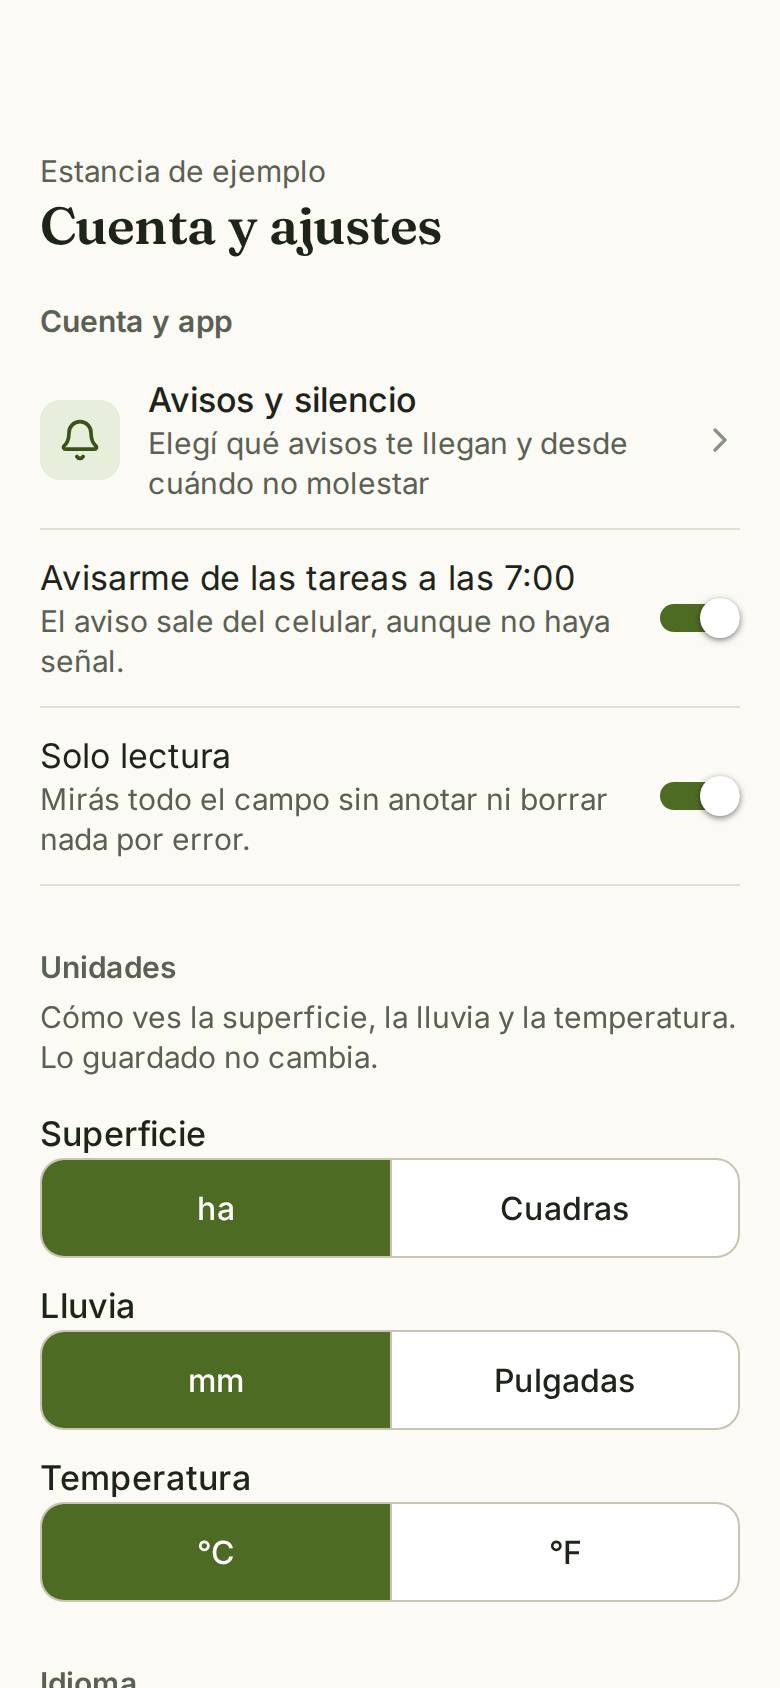 Estancia de ejemplo
Cuenta y ajustes
Cuenta y app
Avisos y silencio
Elegí qué avisos te llegan y desde
cuándo no molestar
Avisarme de las tareas a las 7:00
El aviso sale del celular, aunque no haya
señal.
Solo lectura
Mirás todo el campo sin anotar ni borrar
nada por error.
Unidades
Cómo ves la superficie, la lluvia y la temperatura.
Lo guardado no cambia.
Superficie
ha
Cuadras
Lluvia
mm
Pulgadas
Temperatura
°C
°F
Idioma